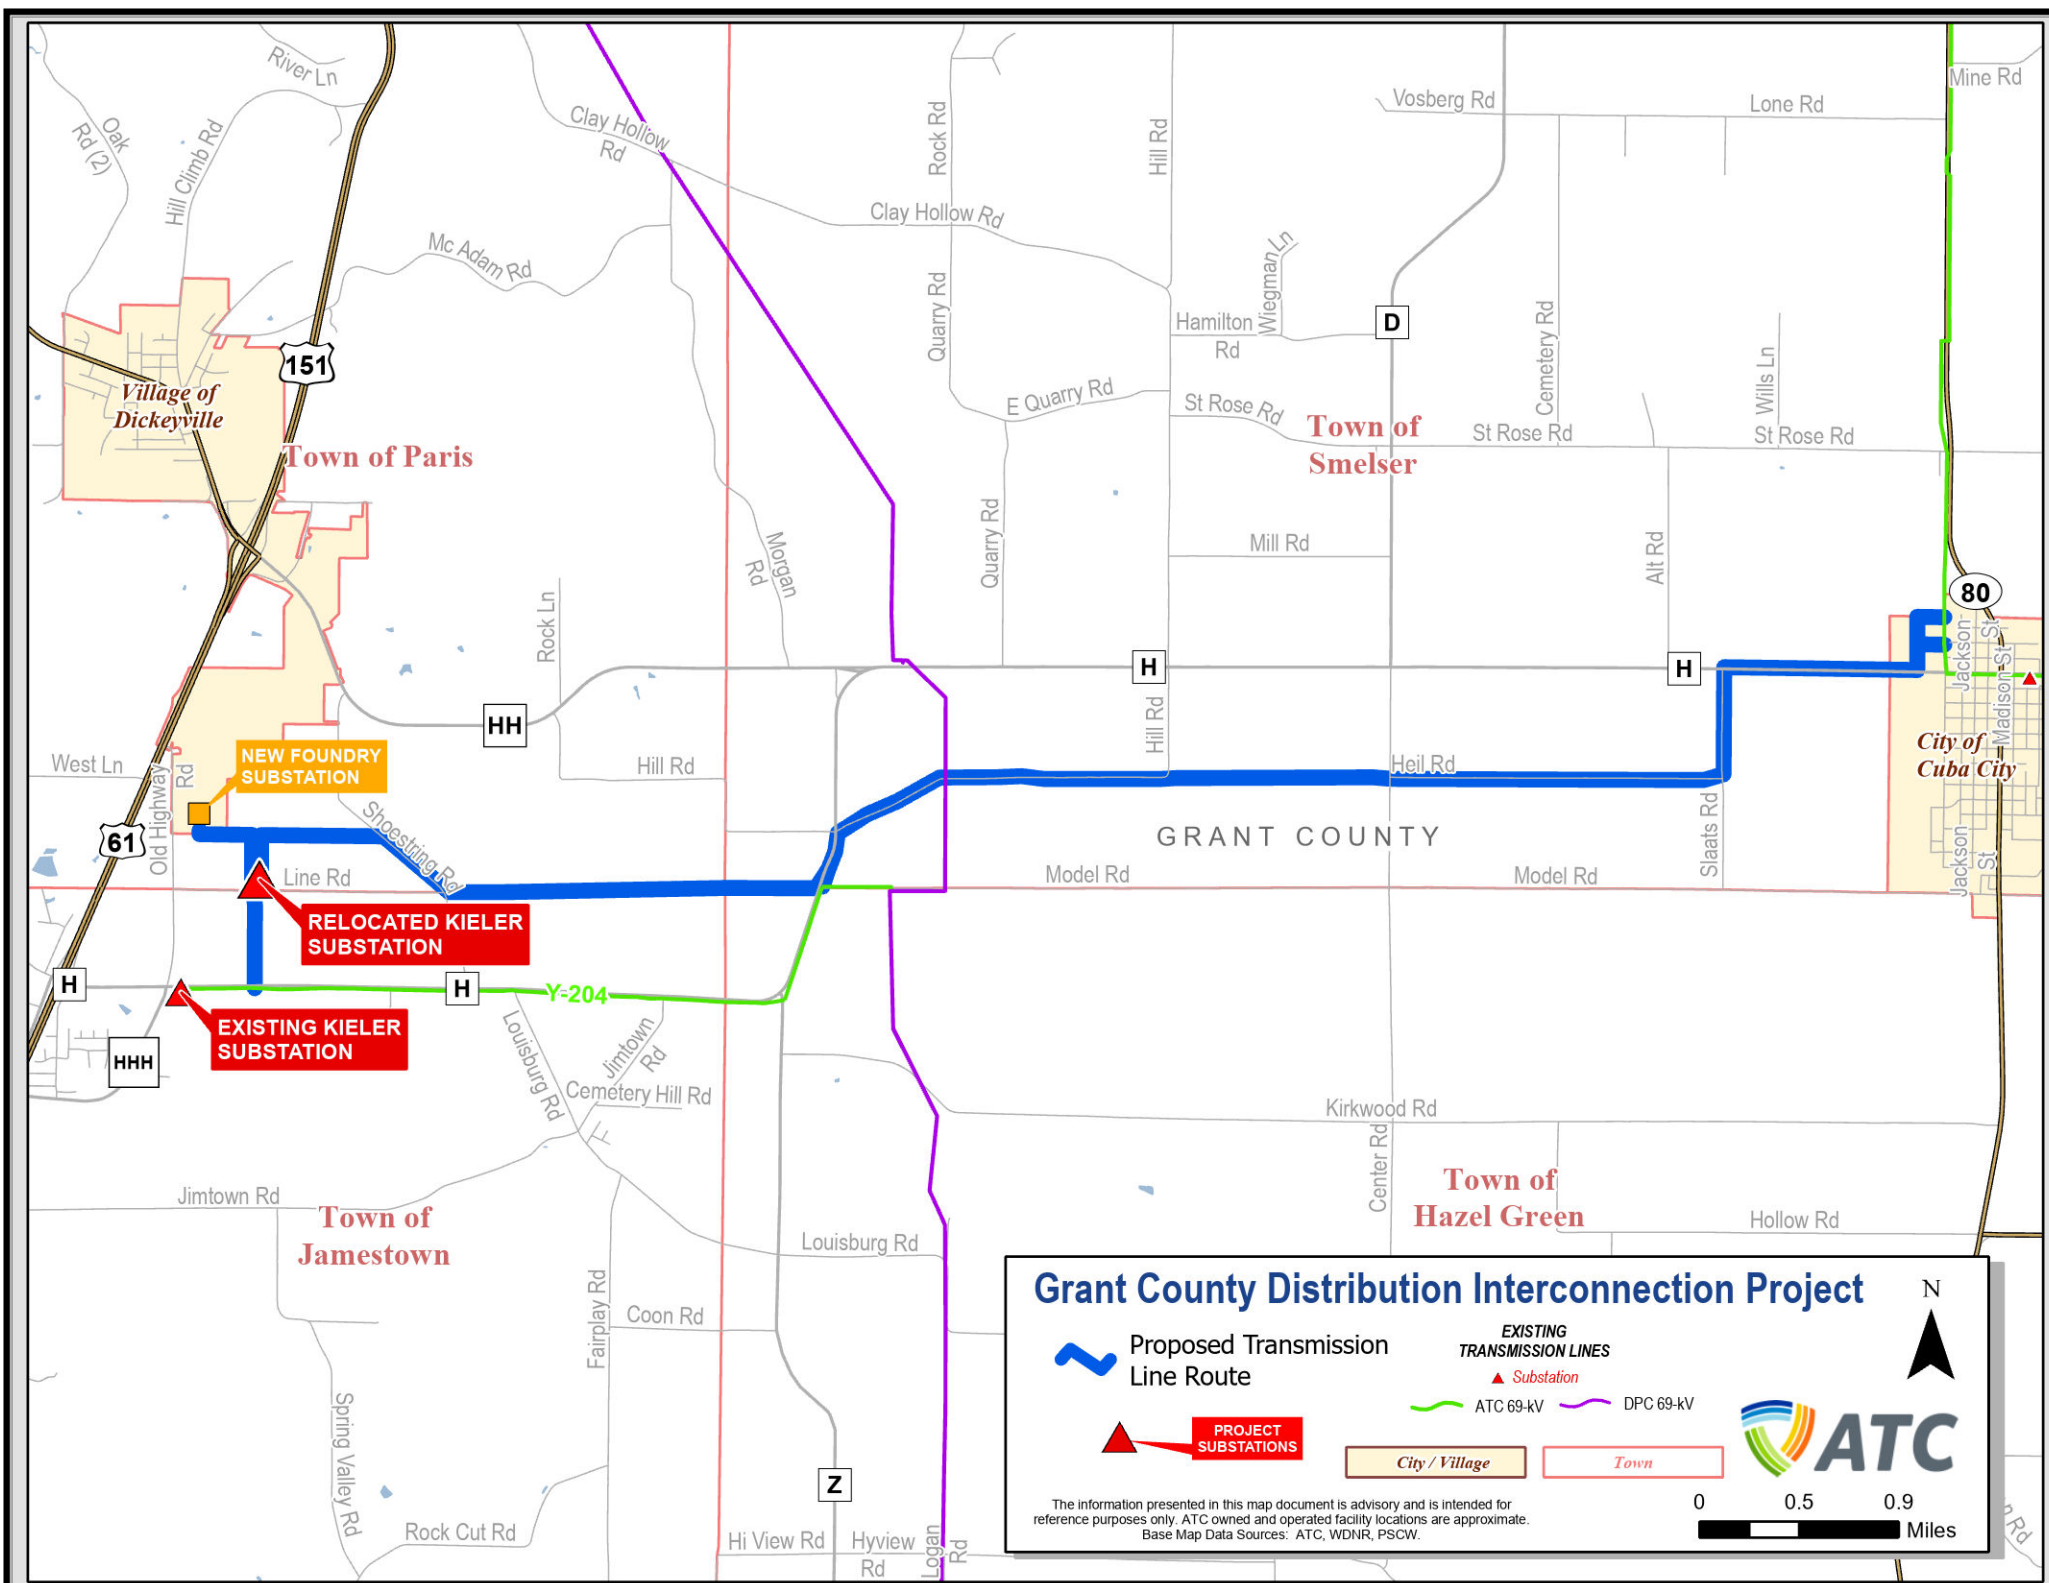 River Ln
Oak
Rd (2)
Hill Climb Rd
Clay Hollow
Rd
Rock Rd
Hill Rd
Vosberg Rd
Lone Rd
Mine Rd
Mc Adam Rd
Clay Hollow Rd
Quarry Rd
Wiegman Ln
Hamilton
Rd
D
Cemetery Rd
Wills Ln
151
Village of
Dickeyville
Town of Paris
E Quarry Rd
St Rose Rd
Town of
Smelser
St Rose Rd
St Rose Rd
Morgan
Rd
Quarry Rd
Mill Rd
Alt Rd
80
Rock Ln
Jackson
St
Madison St
H
H
HH
Hill Rd
Hill Rd
Heil Rd
City of
Cuba City
West Ln
NEW FOUNDRY
SUBSTATION
Old Highway
Rd
Shoestring Rd
61
GRANT COUNTY
Slaats Rd
Jackson
St
Line Rd
Model Rd
Model Rd
RELOCATED KIELER
SUBSTATION
H
H
Y-204
EXISTING KIELER
SUBSTATION
HHH
Louisburg Rd
Jimtown
Rd
Cemetery Hill Rd
Kirkwood Rd
Center Rd
Jimtown Rd
Town of
Jamestown
Town of
Hazel Green
Hollow Rd
Louisburg Rd
Fairplay Rd
Coon Rd
Spring Valley Rd
Z
Rock Cut Rd
Hi View Rd
Hyview
Rd
Logan
Rd
Grant County Distribution Interconnection Project
N
Proposed Transmission
Line Route
EXISTING
TRANSMISSION LINES
Substation
ATC 69-kV
DPC 69-kV
PROJECT
SUBSTATIONS
City / Village
Town
ATC
The information presented in this map document is advisory and is intended for
reference purposes only. ATC owned and operated facility locations are approximate.
Base Map Data Sources: ATC, WDNR, PSCW.
0 0.5 0.9
Miles